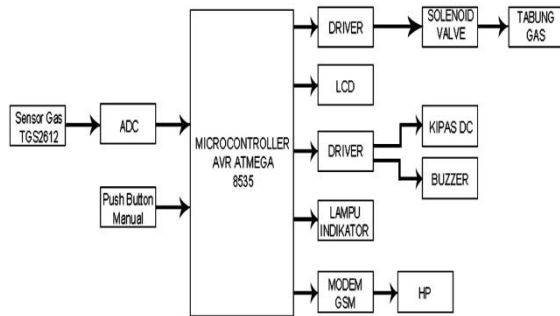 DRIVER
SOLENOID
VALVE
TABUNG
GAS
LCD
Sensor Gas
TGS2612
ADC
MICROCONTROLLER
AVR ATMEGA
8535
DRIVER
KIPAS DC
BUZZER
Push Button
Manual
LAMPU
INDIKATOR
MODEM
GSM
HP